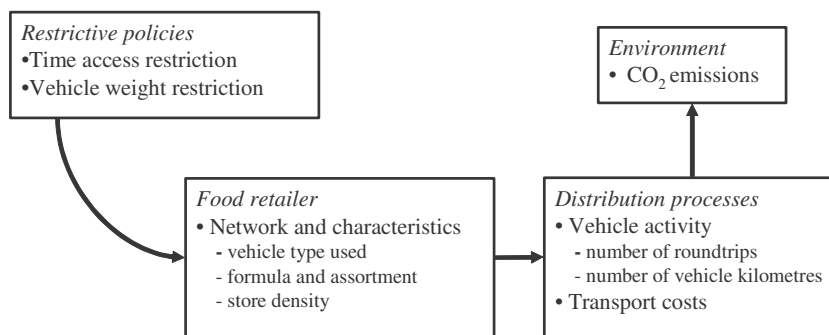 Restrictive policies
•Time access restriction
•Vehicle weight restriction
Environment
• CO₂ emissions
Food retailer
• Network and characteristics
- vehicle type used
- formula and assortment
- store density
Distribution processes
• Vehicle activity
- number of roundtrips
- number of vehicle kilometres
• Transport costs